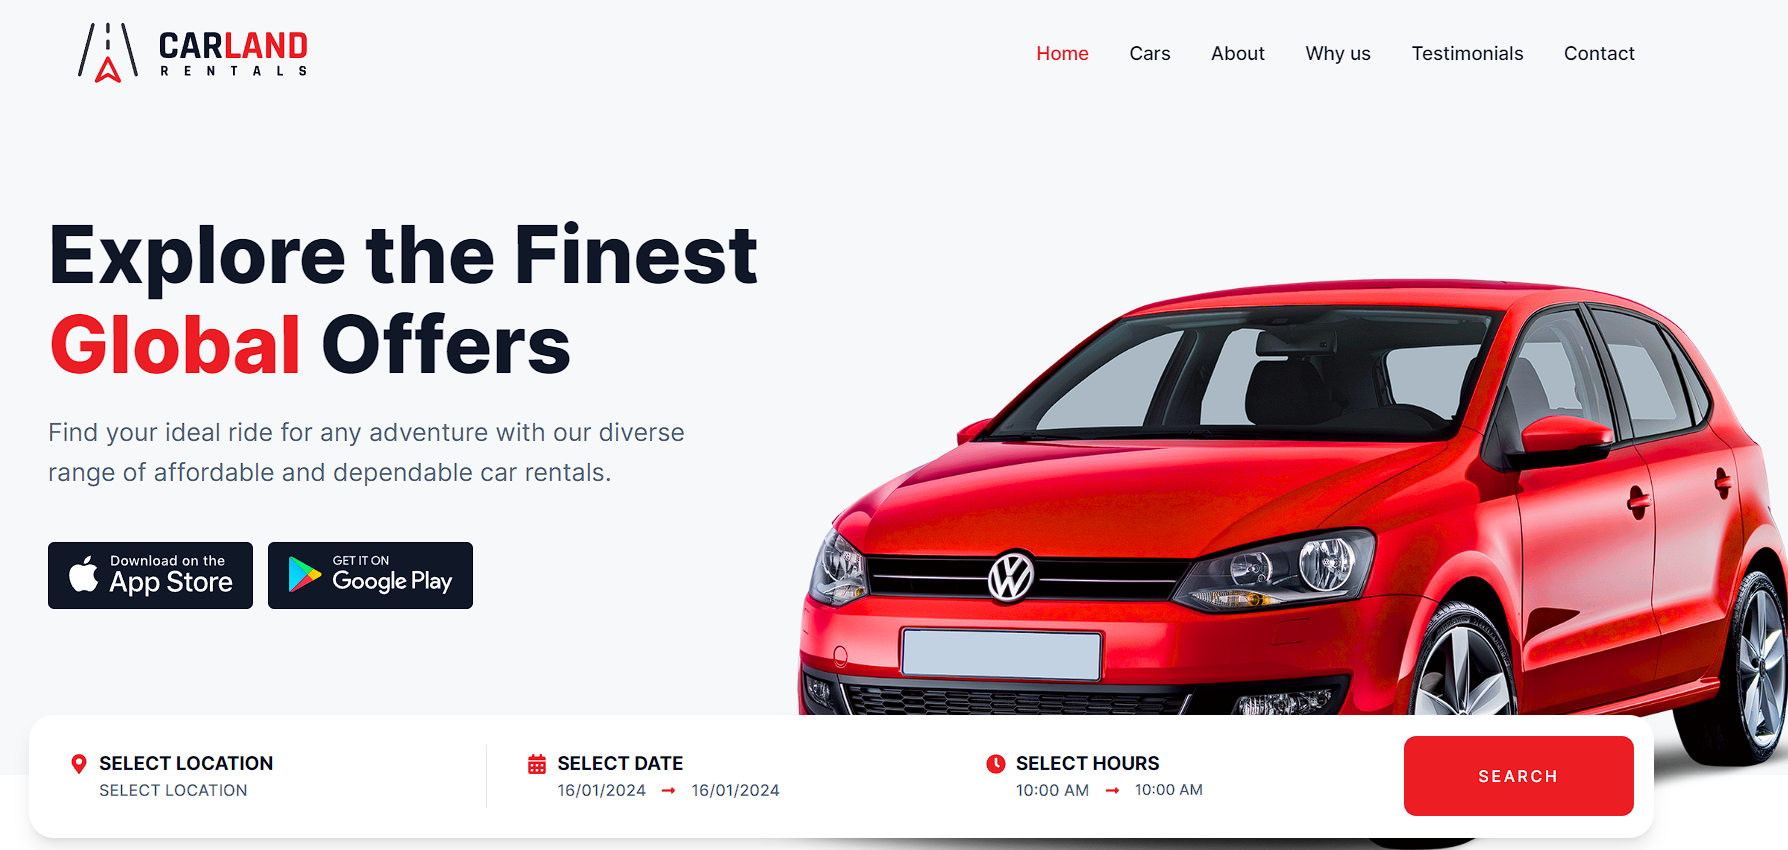 CARLAND
RENTALS
Home Cars About Why us Testimonials Contact
Explore the Finest
Global Offers
Find your ideal ride for any adventure with our diverse
range of affordable and dependable car rentals.
Download on the
App Store
GET IT ON
Google Play
SELECT LOCATION
SELECT LOCATION
SELECT DATE
16/01/2024 → 16/01/2024
SELECT HOURS
10:00 AM → 10:00 AM
SEARCH